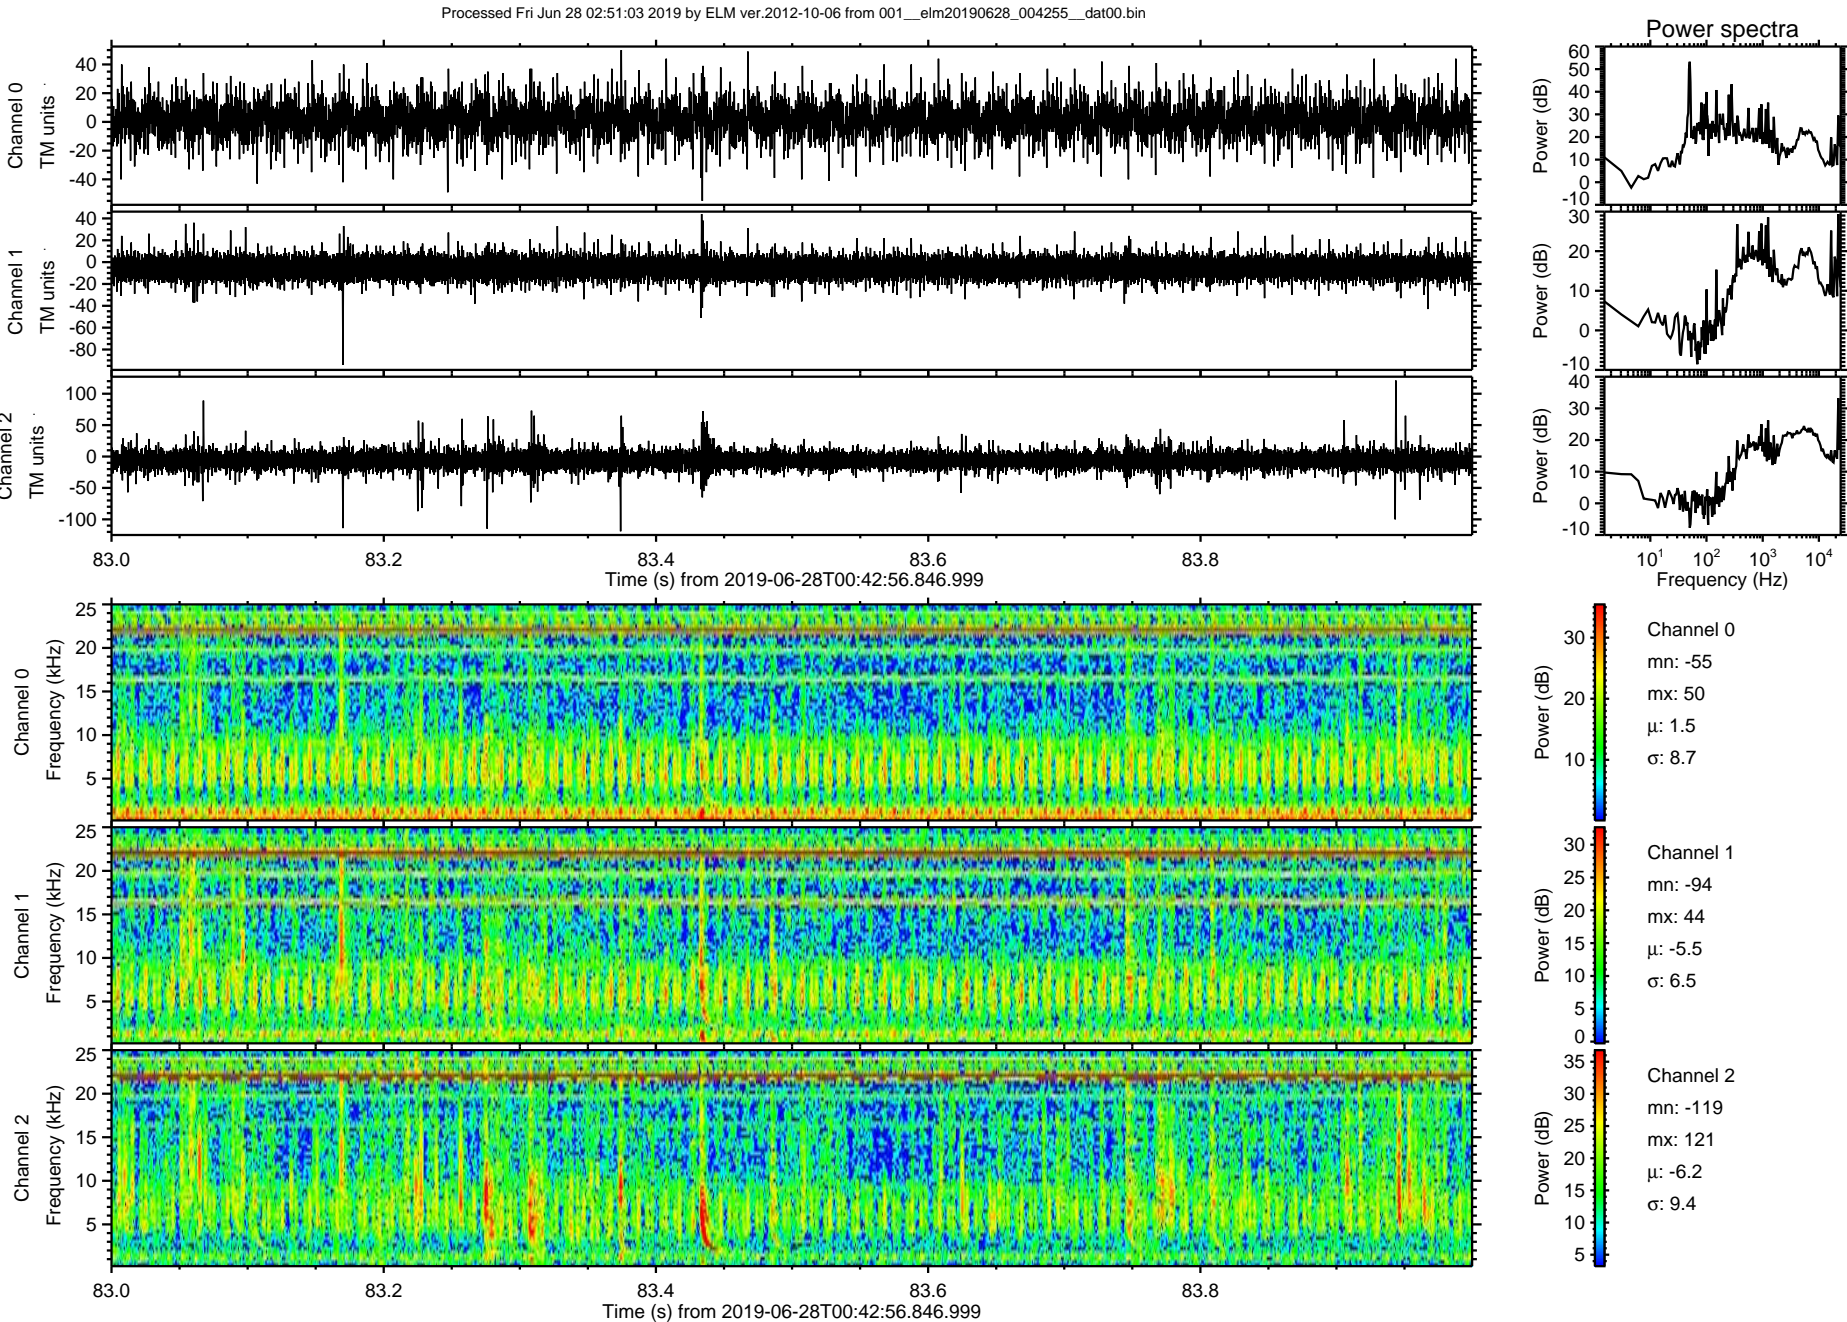 Processed Fri Jun 28 02:51:03 2019 by ELM ver.2012-10-06 from 001__elm20190628_004255__dat00.bin
Power spectra
Channel 0
TM units
40
20
0
-20
-40
Power (dB)
60
50
40
30
20
10
0
-10
Channel 1
TM units
40
20
0
-20
-40
-60
-80
Power (dB)
30
20
10
0
-10
Channel 2
TM units
100
50
0
-50
-100
Power (dB)
40
30
20
10
0
-10
83.0 83.2 83.4 83.6 83.8
Time (s) from 2019-06-28T00:42:56.846.999
10¹ 10² 10³ 10⁴
Frequency (Hz)
Channel 0
Frequency (kHz)
25
20
15
10
5
Power (dB)
30
20
10
Channel 0
mn: -55
mx: 50
μ: 1.5
σ: 8.7
Channel 1
Frequency (kHz)
25
20
15
10
5
Power (dB)
30
25
20
15
10
5
0
Channel 1
mn: -94
mx: 44
μ: -5.5
σ: 6.5
Channel 2
Frequency (kHz)
25
20
15
10
5
Power (dB)
35
30
25
20
15
10
5
Channel 2
mn: -119
mx: 121
μ: -6.2
σ: 9.4
83.0 83.2 83.4 83.6 83.8
Time (s) from 2019-06-28T00:42:56.846.999